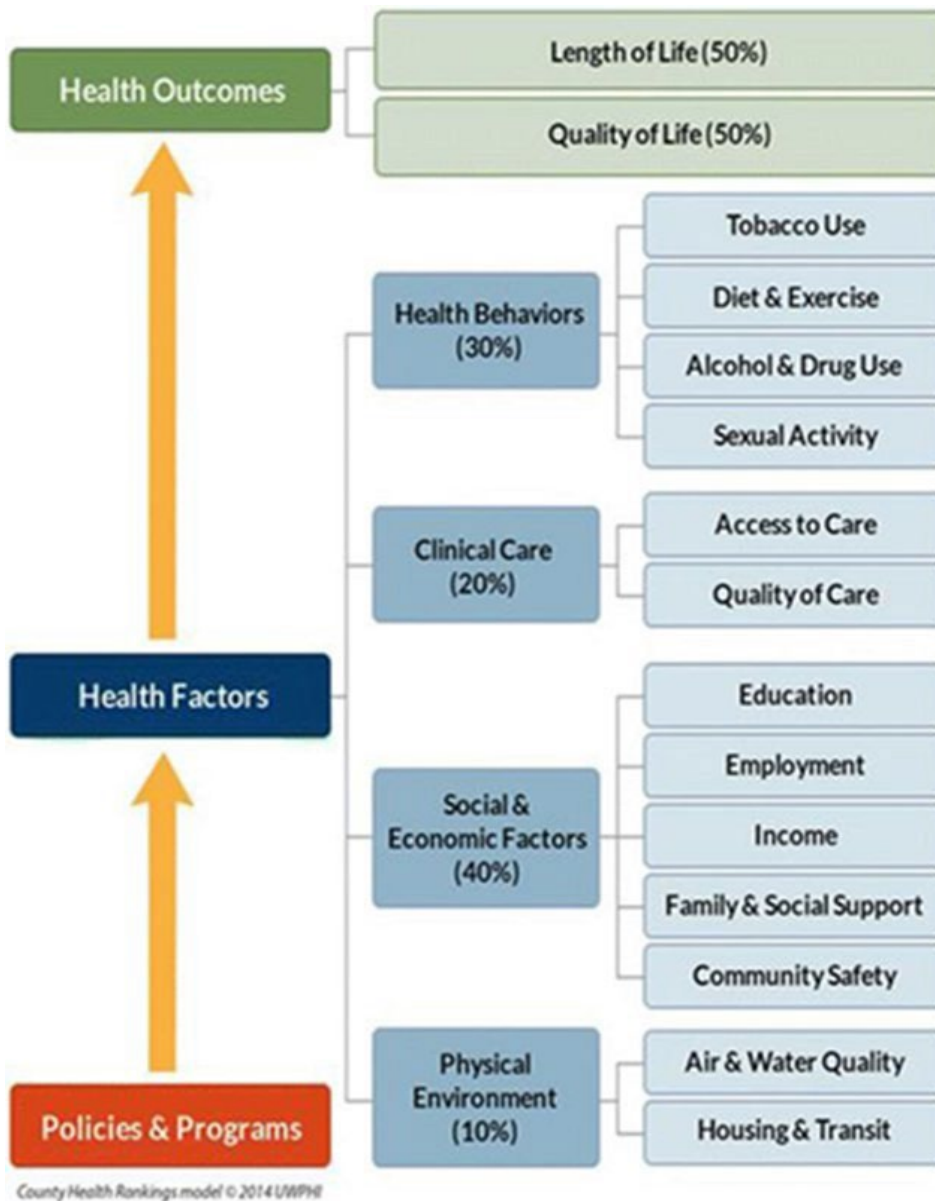 Health Outcomes
Length of Life (50%)
Quality of Life (50%)
Health Behaviors
(30%)
Tobacco Use
Diet & Exercise
Alcohol & Drug Use
Sexual Activity
Clinical Care
(20%)
Access to Care
Quality of Care
Health Factors
Social &
Economic Factors
(40%)
Education
Employment
Income
Family & Social Support
Community Safety
Physical
Environment
(10%)
Air & Water Quality
Housing & Transit
Policies & Programs
County Health Rankings model © 2014 UWPHI